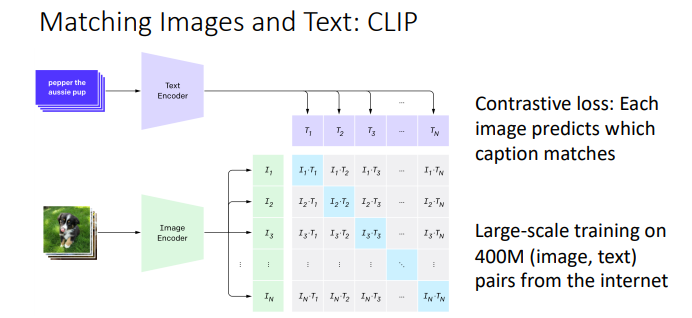 Matching Images and Text: CLIP
pepper the
aussie pup
Text
Encoder
...
T1 T2 T3 ... TN
I1 I1·T1 I1·T2 I1·T3 ... I1·TN
I2 I2·T1 I2·T2 I2·T3 ... I2·TN
Image
Encoder
I3 I3·T1 I3·T2 I3·T3 ... I3·TN
⋮ ⋮ ⋮ ⋮ ⋮ ⋱ ⋮
IN IN·T1 IN·T2 IN·T3 ... IN·TN
Contrastive loss: Each
image predicts which
caption matches
Large-scale training on
400M (image, text)
pairs from the internet